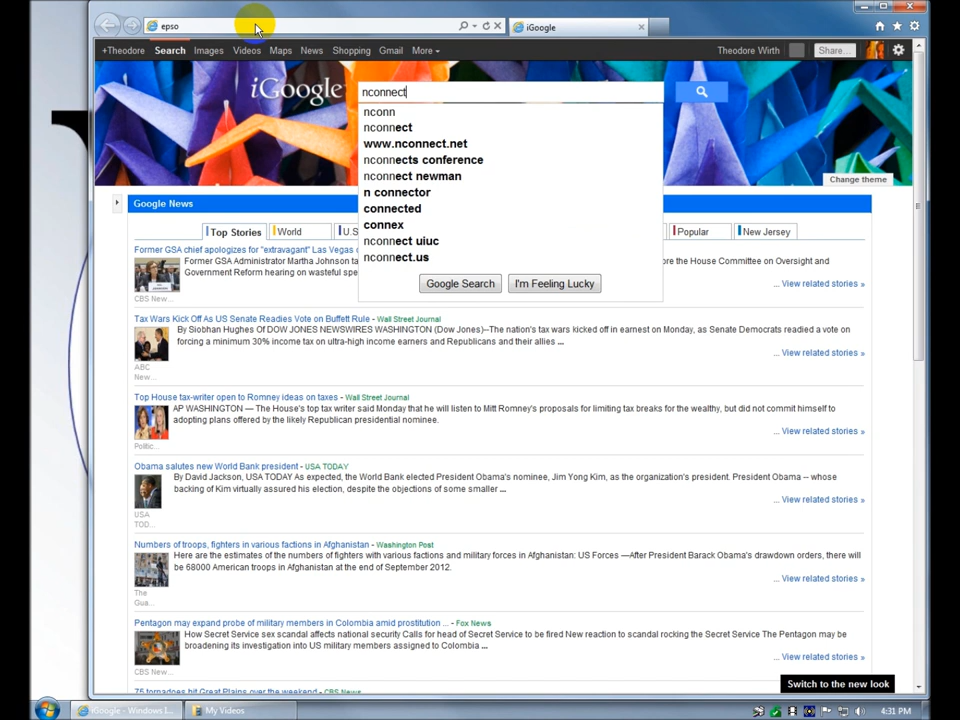 epso
iGoogle
+Theodore Search Images Videos Maps News Shopping Gmail More
Theodore Wirth Share...
iGoogle
nconnect
nconn
nconnect
www.nconnect.net
nconnects conference
nconnect newman
n connector
connected
connex
nconnect uiuc
nconnect.us
Google Search I'm Feeling Lucky
Change theme
Google News
Top Stories World U.S Popular New Jersey
Former GSA chief apologizes for "extravagant" Las Vegas
Former GSA Administrator Martha Johnson ore the House Committee on Oversight and
Government Reform hearing on wasteful
CBS New...
... View related stories »
Tax Wars Kick Off As US Senate Readies Vote on Buffett Rule - Wall Street Journal
By Siobhan Hughes Of DOW JONES NEWSWIRES WASHINGTON (Dow Jones)--The nation's tax wars kicked off in earnest on Monday, as Senate Democrats readied a vote on
forcing a minimum 30% income tax on ultra-high income earners and Republicans and their allies ...
... View related stories »
ABC
New...
Top House tax-writer open to Romney ideas on taxes - Wall Street Journal
AP WASHINGTON — The House's top tax writer said Monday that he will listen to Mitt Romney's proposals for limiting tax breaks for the wealthy, but did not commit himself to
adopting plans offered by the likely Republican presidential nominee.
... View related stories »
Politic...
Obama salutes new World Bank president - USA TODAY
By David Jackson, USA TODAY As expected, the World Bank elected President Obama's nominee, Jim Yong Kim, as the organization's president. President Obama -- whose
backing of Kim virtually assured his election, despite the objections of some smaller ...
... View related stories »
USA
TOD...
Numbers of troops, fighters in various factions in Afghanistan - Washington Post
Here are the estimates of the numbers of fighters with various factions and military forces in Afghanistan: US Forces —After President Barack Obama's drawdown orders, there will
be 68000 American troops in Afghanistan at the end of September 2012.
... View related stories »
The
Gua...
Pentagon may expand probe of military members in Colombia amid prostitution ... - Fox News
How Secret Service sex scandal affects national security Calls for head of Secret Service to be fired New reaction to scandal rocking the Secret Service The Pentagon may be
broadening its investigation into US military members assigned to Colombia ...
... View related stories »
CBS New...
75 tornadoes hit Great Plains over the weekend - CBS News
Switch to the new look
iGoogle - Windows I... My Videos
4:31 PM